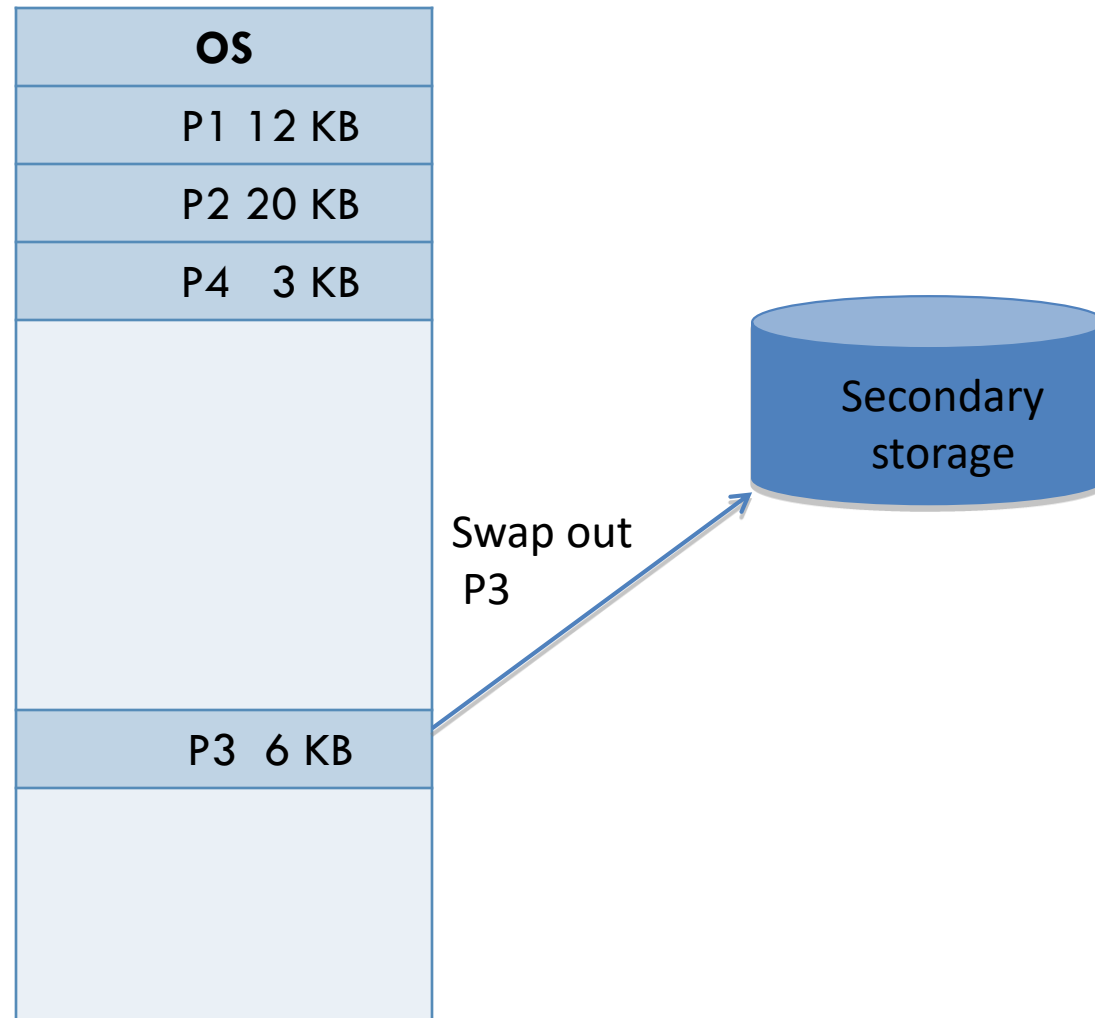 OS
P1 12 KB
P2 20 KB
P4 3 KB
Secondary
storage
Swap out
P3
P3 6 KB